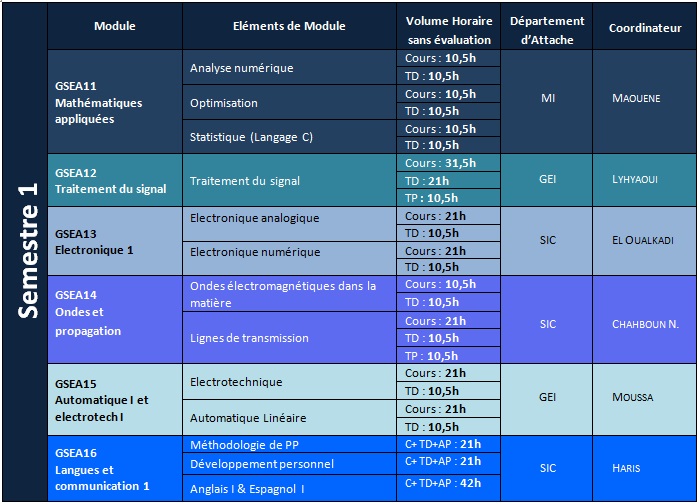 Semestre 1
Module
Eléments de Module
Volume Horaire
sans évaluation
Département
d'Attache
Coordinateur
GSEA11
Mathématiques
appliquées
Analyse numérique
Cours : 10,5h
TD : 10,5h
Optimisation
Cours : 10,5h
TD : 10,5h
Statistique (Langage C)
Cours : 10,5h
TD : 10,5h
MI
MAOUENE
GSEA12
Traitement du signal
Traitement du signal
Cours : 31,5h
TD : 21h
TP : 10,5h
GEI
LYHYAOUI
GSEA13
Electronique 1
Electronique analogique
Cours : 21h
TD : 10,5h
Electronique numérique
Cours : 21h
TD : 10,5h
SIC
EL OUALKADI
GSEA14
Ondes et
propagation
Ondes électromagnétiques dans la
matière
Cours : 10,5h
TD : 10,5h
Lignes de transmission
Cours : 21h
TD : 10,5h
TP : 10,5h
SIC
CHAHBOUN N.
GSEA15
Automatique I et
electrotech I
Electrotechnique
Cours : 21h
TD : 10,5h
Automatique Linéaire
Cours : 21h
TD : 10,5h
GEI
MOUSSA
GSEA16
Langues et
communication 1
Méthodologie de PP
C+ TD+AP : 21h
Développement personnel
C+ TD+AP : 21h
Anglais I & Espagnol I
C+ TD+AP : 42h
SIC
HARIS